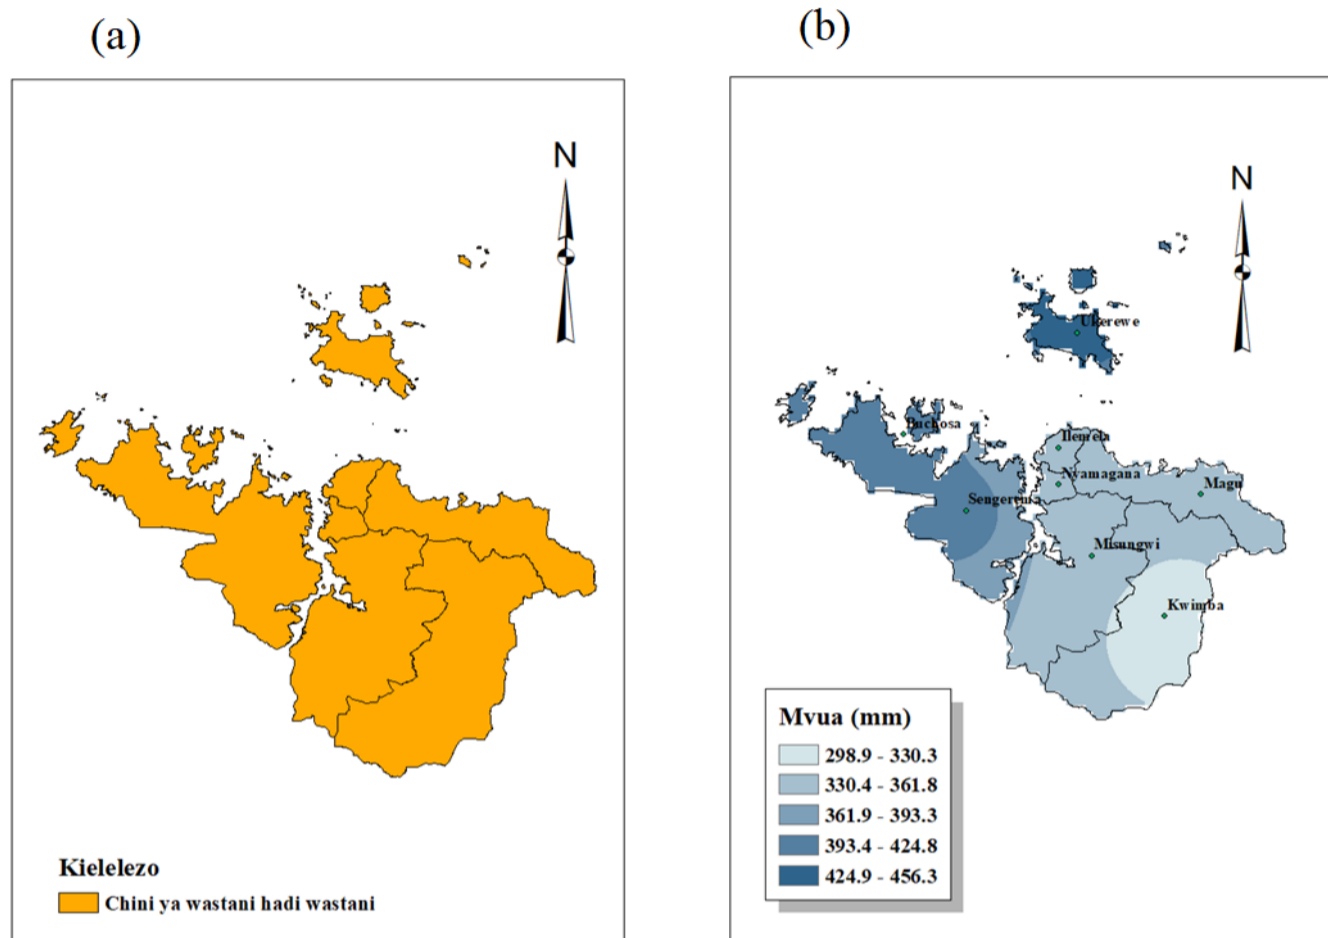 (a)
(b)
N
N
Ukerewe
Buchosa
Ilemela
Nyamagana
Magu
Sengerema
Misungwi
Kwimba
Kielelezo
Chini ya wastani hadi wastani
Mvua (mm)
298.9 - 330.3
330.4 - 361.8
361.9 - 393.3
393.4 - 424.8
424.9 - 456.3